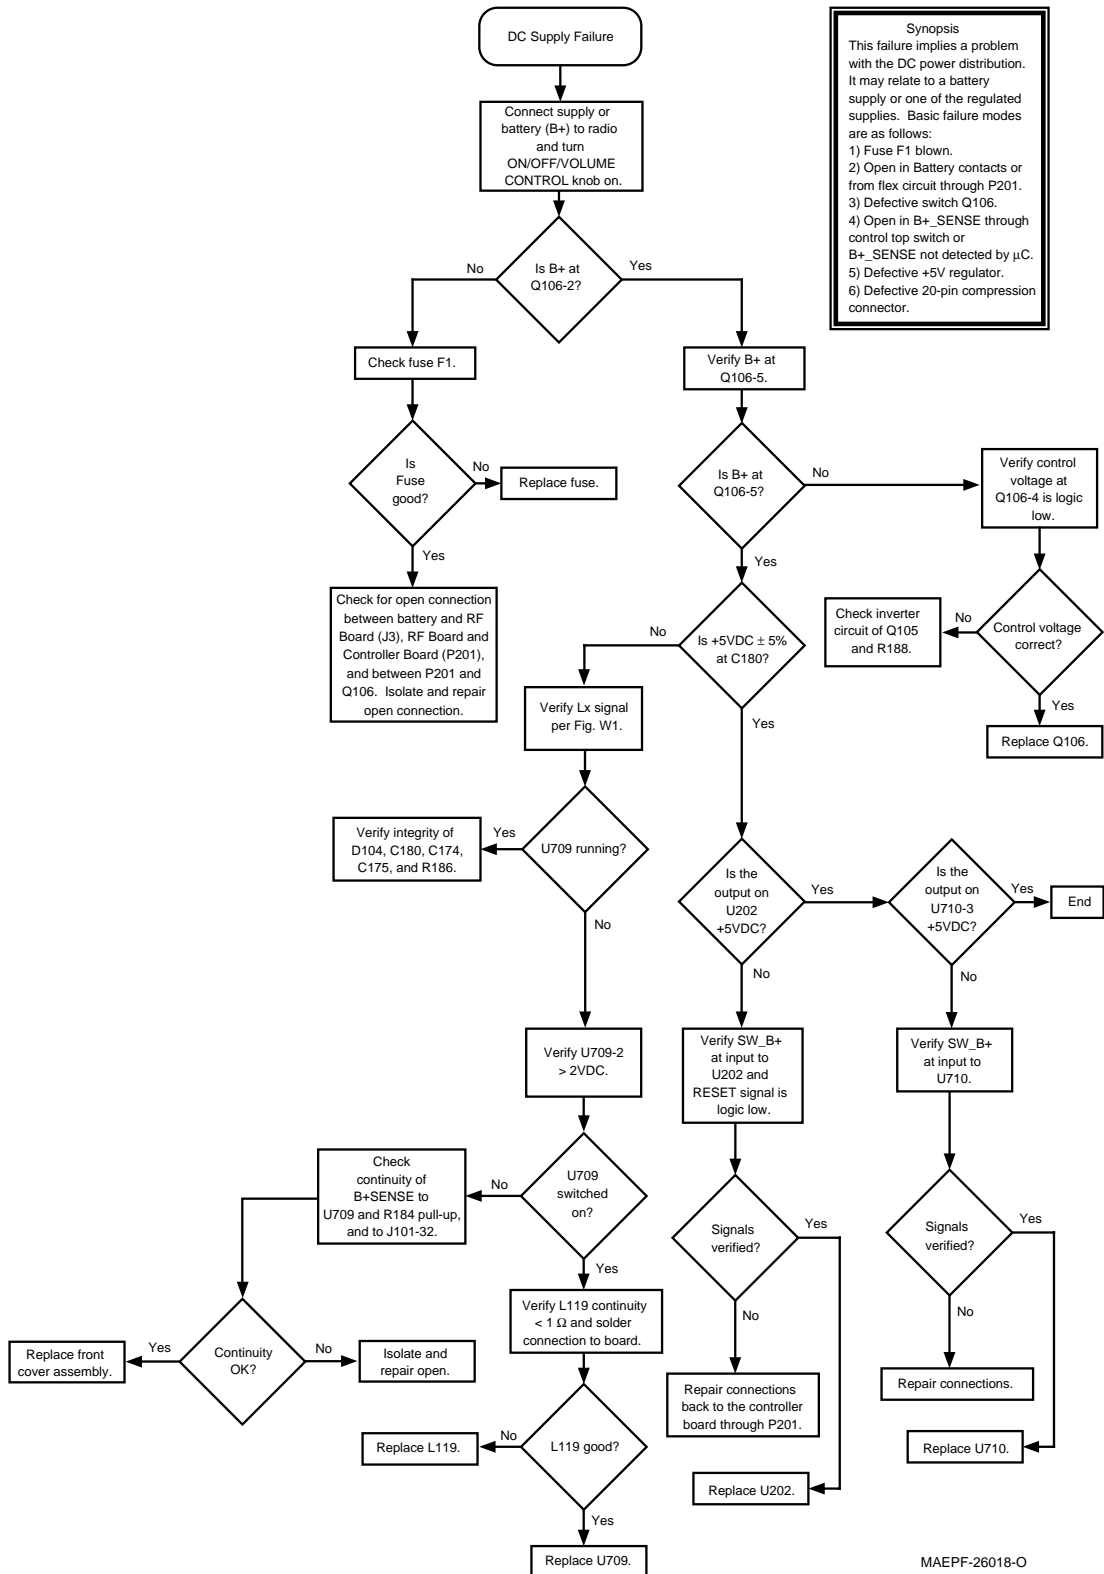 DC Supply Failure
Connect supply or
battery (B+) to radio
and turn
ON/OFF/VOLUME
CONTROL knob on.
Synopsis
This failure implies a problem
with the DC power distribution.
It may relate to a battery
supply or one of the regulated
supplies.  Basic failure modes
are as follows:
1) Fuse F1 blown.
2) Open in Battery contacts or
from flex circuit through P201.
3) Defective switch Q106.
4) Open in B+_SENSE through
control top switch or
B+_SENSE not detected by µC.
5) Defective +5V regulator.
6) Defective 20-pin compression
connector.
Is B+ at
Q106-2?
No
Yes
Check fuse F1.
Verify B+ at
Q106-5.
Is
Fuse
good?
No
Replace fuse.
Yes
Check for open connection
between battery and RF
Board (J3), RF Board and
Controller Board (P201),
and between P201 and
Q106.  Isolate and repair
open connection.
Is B+ at
Q106-5?
No
Yes
Verify control
voltage at
Q106-4 is logic
low.
Control voltage
correct?
No
Check inverter
circuit of Q105
and R188.
Yes
Replace Q106.
Is +5VDC ± 5%
at C180?
No
Yes
Verify Lx signal
per Fig. W1.
U709 running?
Yes
Verify integrity of
D104, C180, C174,
C175, and R186.
No
Is the
output on
U202
+5VDC?
Yes
No
Is the
output on
U710-3
+5VDC?
Yes
End
No
Verify U709-2
> 2VDC.
Verify SW_B+
at input to
U202 and
RESET signal is
logic low.
Verify SW_B+
at input to
U710.
U709
switched
on?
No
Check
continuity of
B+SENSE to
U709 and R184 pull-up,
and to J101-32.
Yes
Signals
verified?
Yes
No
Signals
verified?
Yes
No
Verify L119 continuity
< 1 Ω and solder
connection to board.
Continuity
OK?
Yes
Replace front
cover assembly.
No
Isolate and
repair open.
Repair connections
back to the controller
board through P201.
Repair connections.
L119 good?
No
Replace L119.
Yes
Replace U710.
Replace U202.
Replace U709.
MAEPF-26018-O